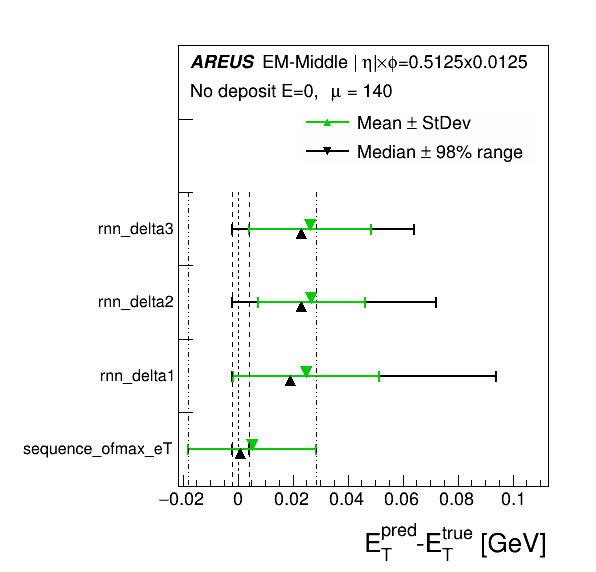 AREUS EM-Middle |η|×ϕ=0.5125x0.0125
No deposit E=0, μ = 140
Mean ± StDev
Median ± 98% range
rnn_delta3
rnn_delta2
rnn_delta1
sequence_ofmax_eT
−0.02 0 0.02 0.04 0.06 0.08 0.1
E_T^pred-E_T^true [GeV]